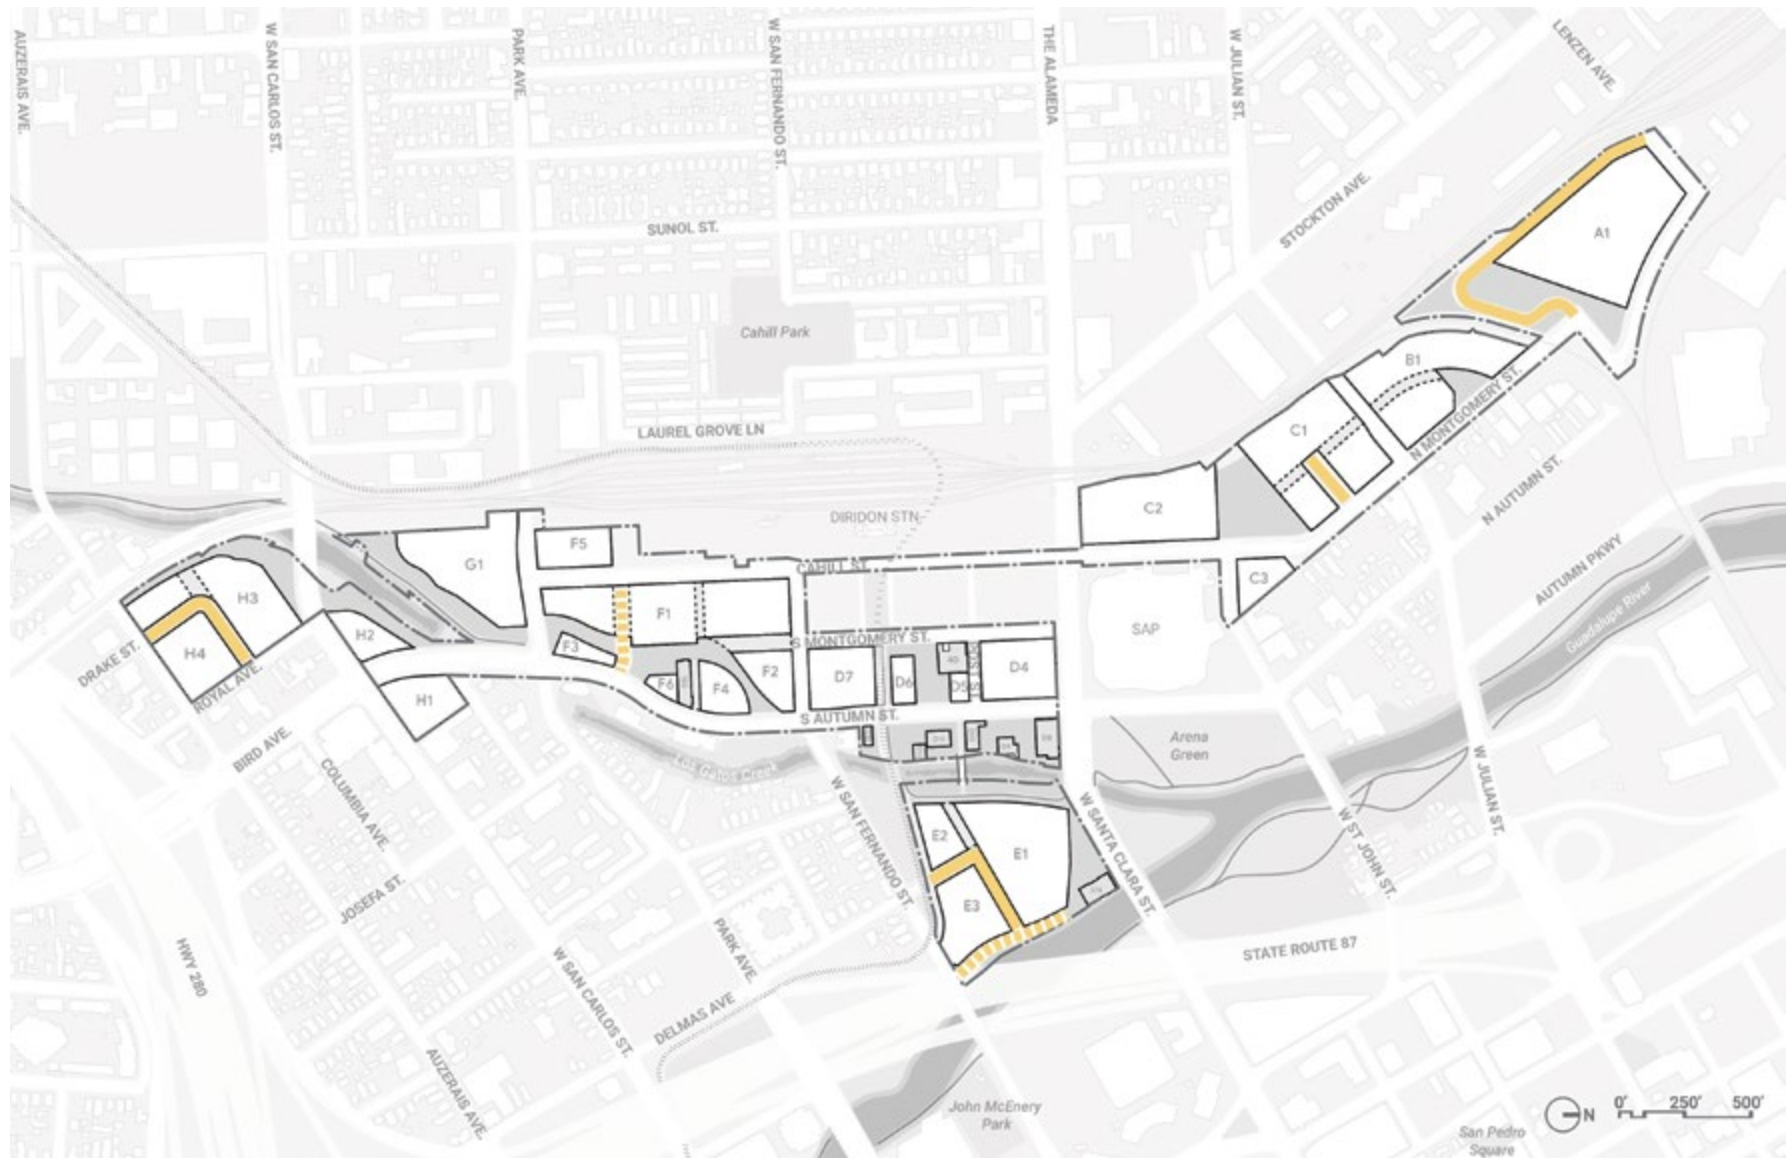 AUZERAIS AVE.
W SAN CARLOS ST.
PARK AVE.
W SAN FERNANDO ST.
THE ALAMEDA
W JULIAN ST.
LENZEN AVE.
STOCKTON AVE.
SUNOL ST.
A1
Cahill Park
B1
LAUREL GROVE LN
C1
N MONTGOMERY ST.
N AUTUMN ST.
C2
DIRIDON STN.
F5
G1
CAHILL ST.
C3
AUTUMN PKWY
Guadalupe River
H3
F1
SAP
H2
S MONTGOMERY ST.
F3
DRAKE ST.
H4
F2
D7
D6
D5
POST ST.
D4
F6
F4
ROYAL AVE.
H1
S AUTUMN ST.
BIRD AVE.
Arena
Green
Los Gatos Creek
COLUMBIA AVE.
W SAN FERNANDO ST.
W SANTA CLARA ST.
W ST JOHN ST.
W JULIAN ST.
E2
E1
E3
JOSEFA ST.
HWY 280
PARK AVE.
STATE ROUTE 87
W SAN CARLOS ST.
DELMAS AVE
AUZERAIS AVE.
John McEnery
Park
N
0' 250' 500'
San Pedro
Square